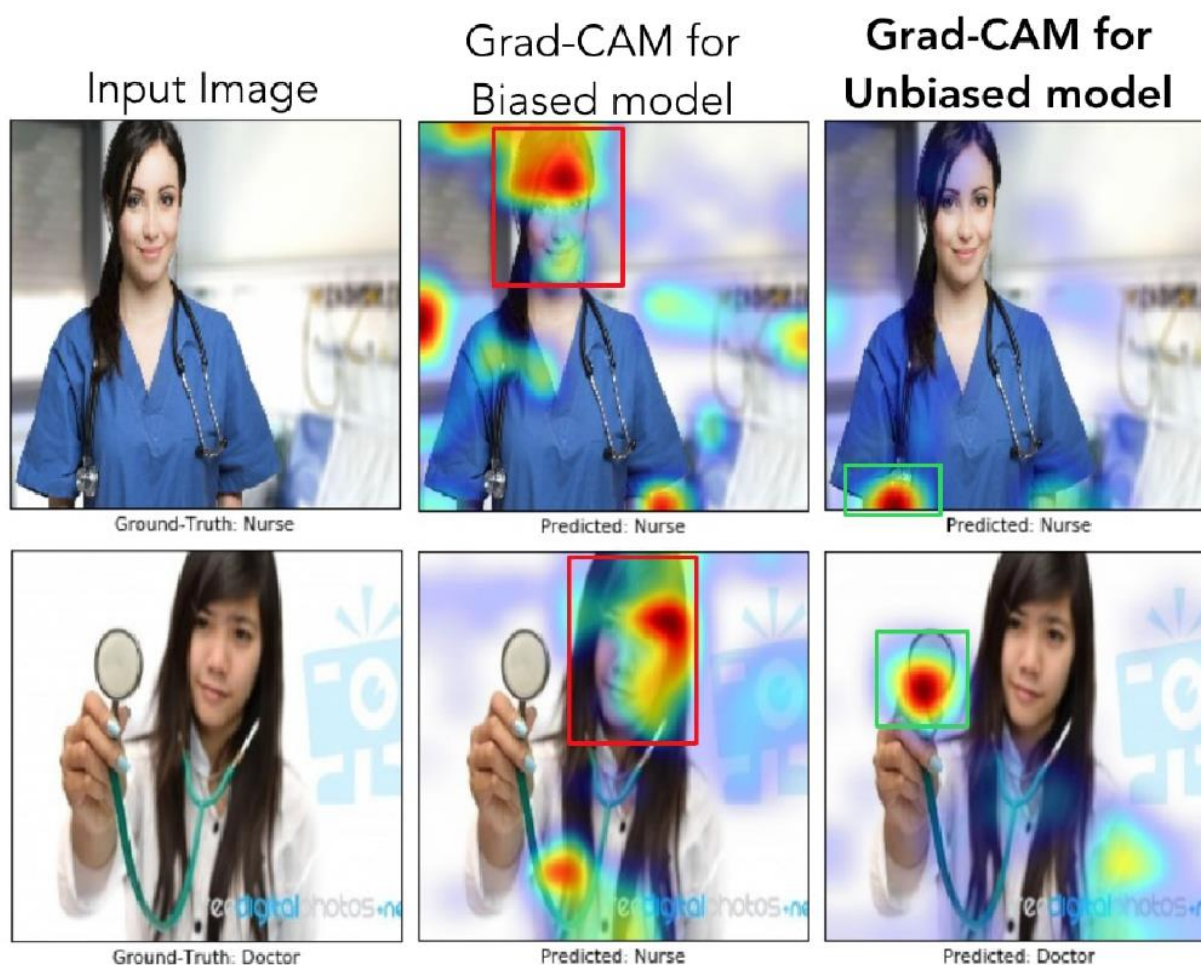 Input Image
Grad-CAM for
Biased model
Grad-CAM for
Unbiased model
Ground-Truth: Nurse
Predicted: Nurse
Predicted: Nurse
Ground-Truth: Doctor
Predicted: Nurse
Predicted: Doctor